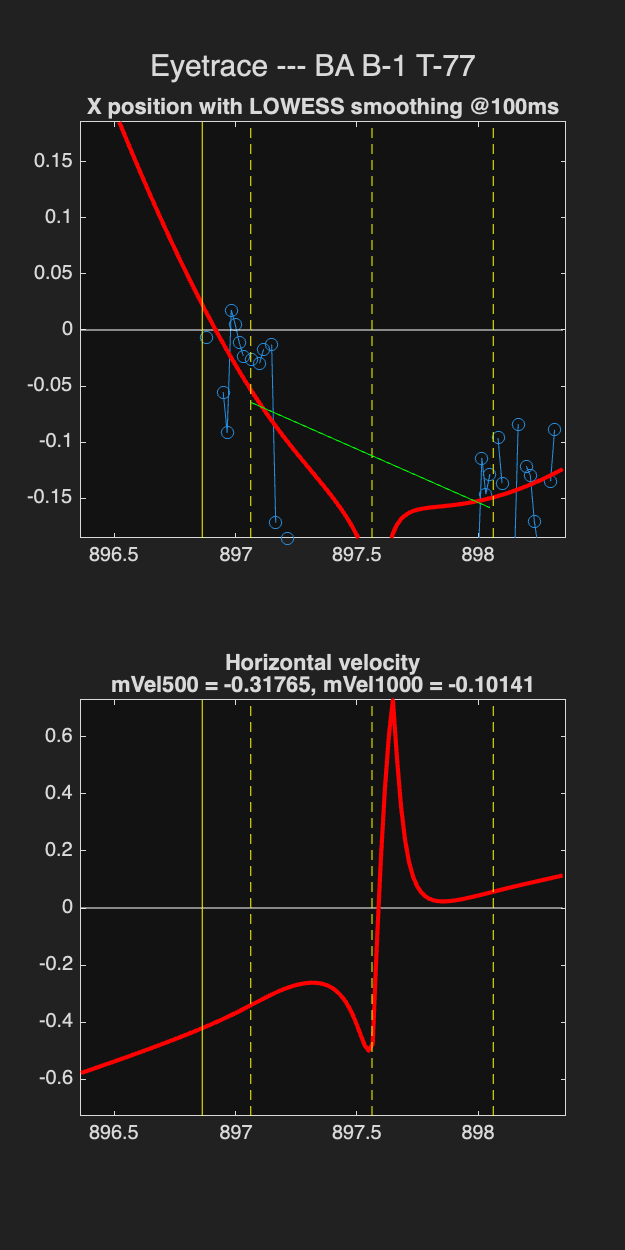 Eyetrace --- BA B-1 T-77
X position with LOWESS smoothing @100ms
0.15
0.1
0.05
0
-0.05
-0.1
-0.15
896.5 897 897.5 898
Horizontal velocity
mVel500 = -0.31765, mVel1000 = -0.10141
0.6
0.4
0.2
0
-0.2
-0.4
-0.6
896.5 897 897.5 898